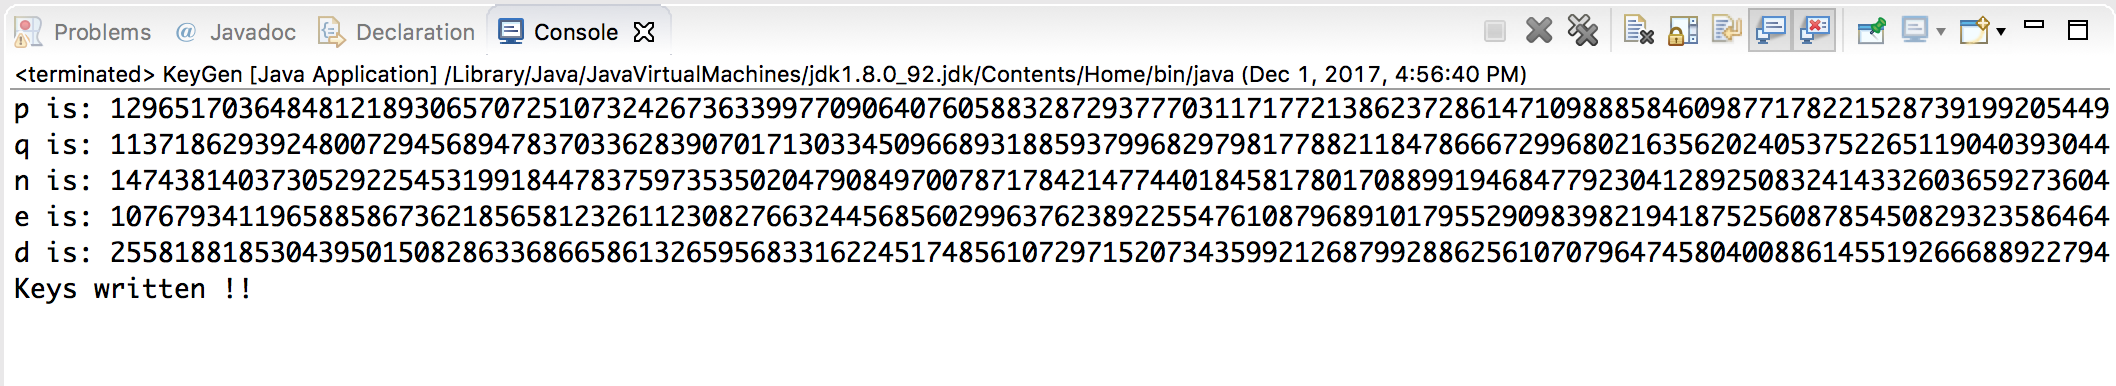 Problems @ Javadoc Declaration Console
<terminated> KeyGen [Java Application] /Library/Java/JavaVirtualMachines/jdk1.8.0_92.jdk/Contents/Home/bin/java (Dec 1, 2017, 4:56:40 PM)
p is: 12965170364848121893065707251073242673633997709064076058832872937770311717721386237286147109888584609877178221528739199205449
q is: 11371862939248007294568947837033628390701713033450966893188593799682979817788211847866672996802163562024053752265119040393044
n is: 14743814037305292254531991844783759735350204790849700787178421477440184581780170889919468477923041289250832414332603659273604
e is: 10767934119658858673621856581232611230827663244568560299637623892255476108796891017955290983982194187525608785450829323586464
d is: 25581881853043950150828633686658613265956833162245174856107297152073435992126879928862561070796474580400886145519266688922794
Keys written !!